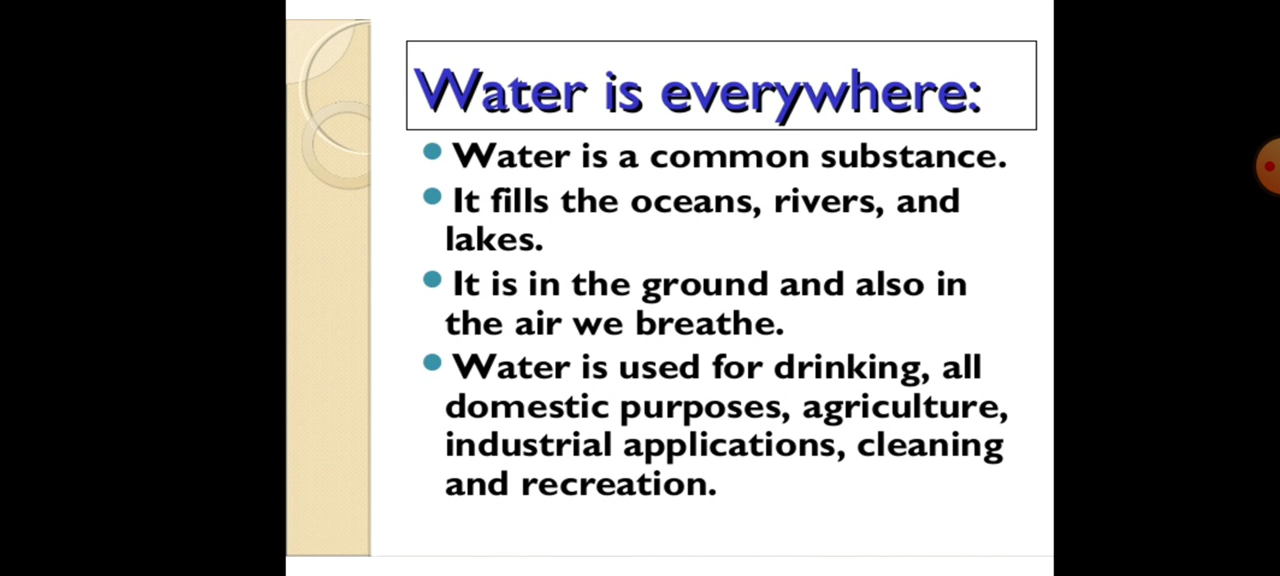 Water is everywhere:
Water is a common substance.
It fills the oceans, rivers, and
lakes.
It is in the ground and also in
the air we breathe.
Water is used for drinking, all
domestic purposes, agriculture,
industrial applications, cleaning
and recreation.